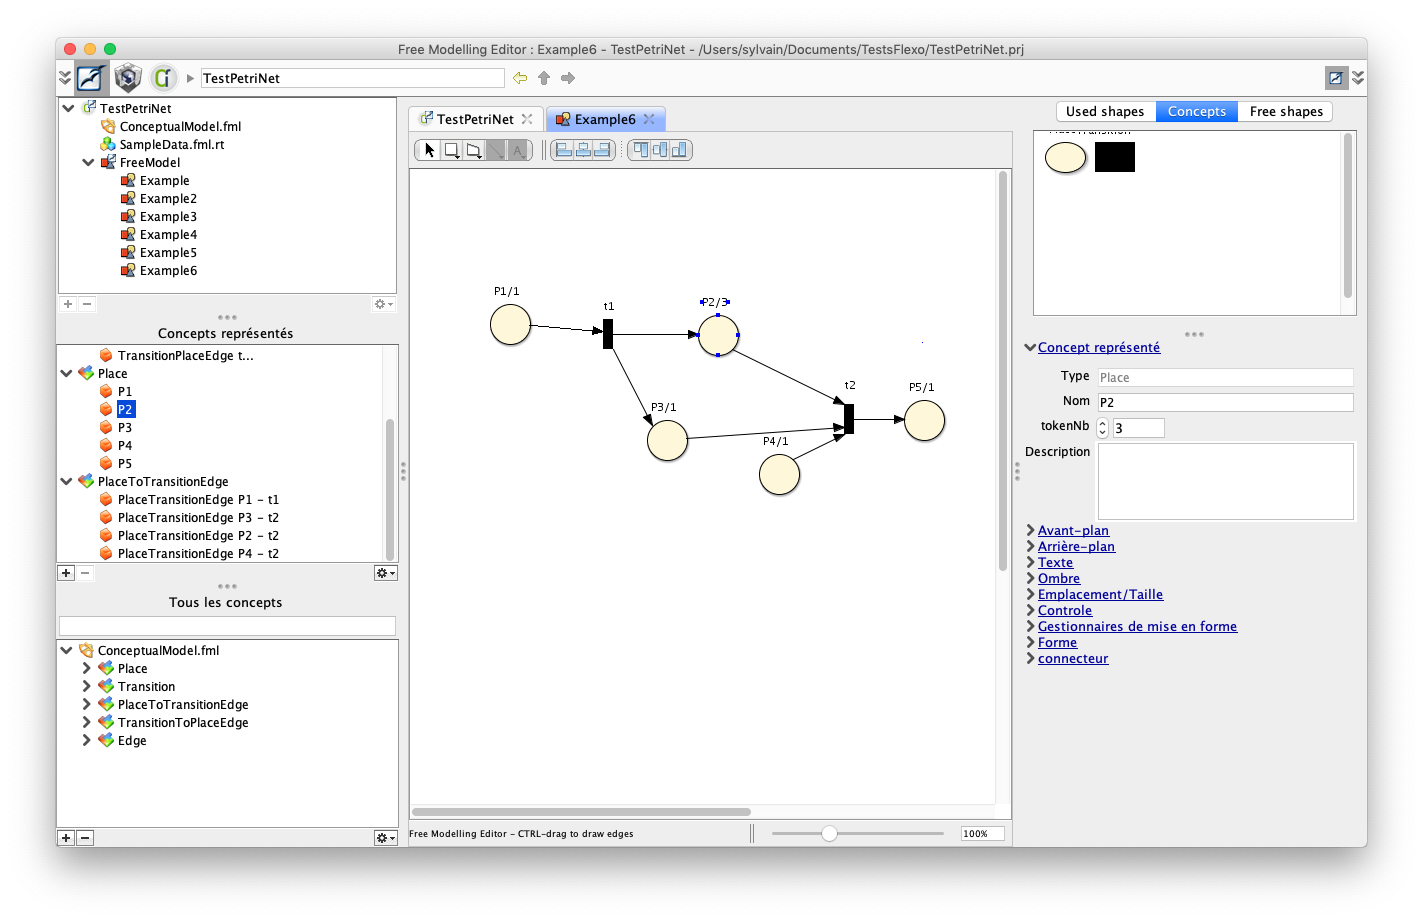 Free Modelling Editor : Example6 - TestPetriNet - /Users/sylvain/Documents/TestsFlexo/TestPetriNet.prj
TestPetriNet
TestPetriNet
ConceptualModel.fml
SampleData.fml.rt
FreeModel
Example
Example2
Example3
Example4
Example5
Example6
Concepts représentés
TransitionPlaceEdge t...
Place
P1
P2
P3
P4
P5
PlaceToTransitionEdge
PlaceTransitionEdge P1 - t1
PlaceTransitionEdge P3 - t2
PlaceTransitionEdge P2 - t2
PlaceTransitionEdge P4 - t2
Tous les concepts
ConceptualModel.fml
Place
Transition
PlaceToTransitionEdge
TransitionToPlaceEdge
Edge
TestPetriNet
Example6
A
P1/1
t1
P2/3
P3/1
t2
P4/1
P5/1
Free Modelling Editor - CTRL-drag to draw edges
100%
Used shapes
Concepts
Free shapes
PlaceTransition
Concept représenté
Type Place
Nom P2
tokenNb 3
Description
Avant-plan
Arrière-plan
Texte
Ombre
Emplacement/Taille
Controle
Gestionnaires de mise en forme
Forme
connecteur